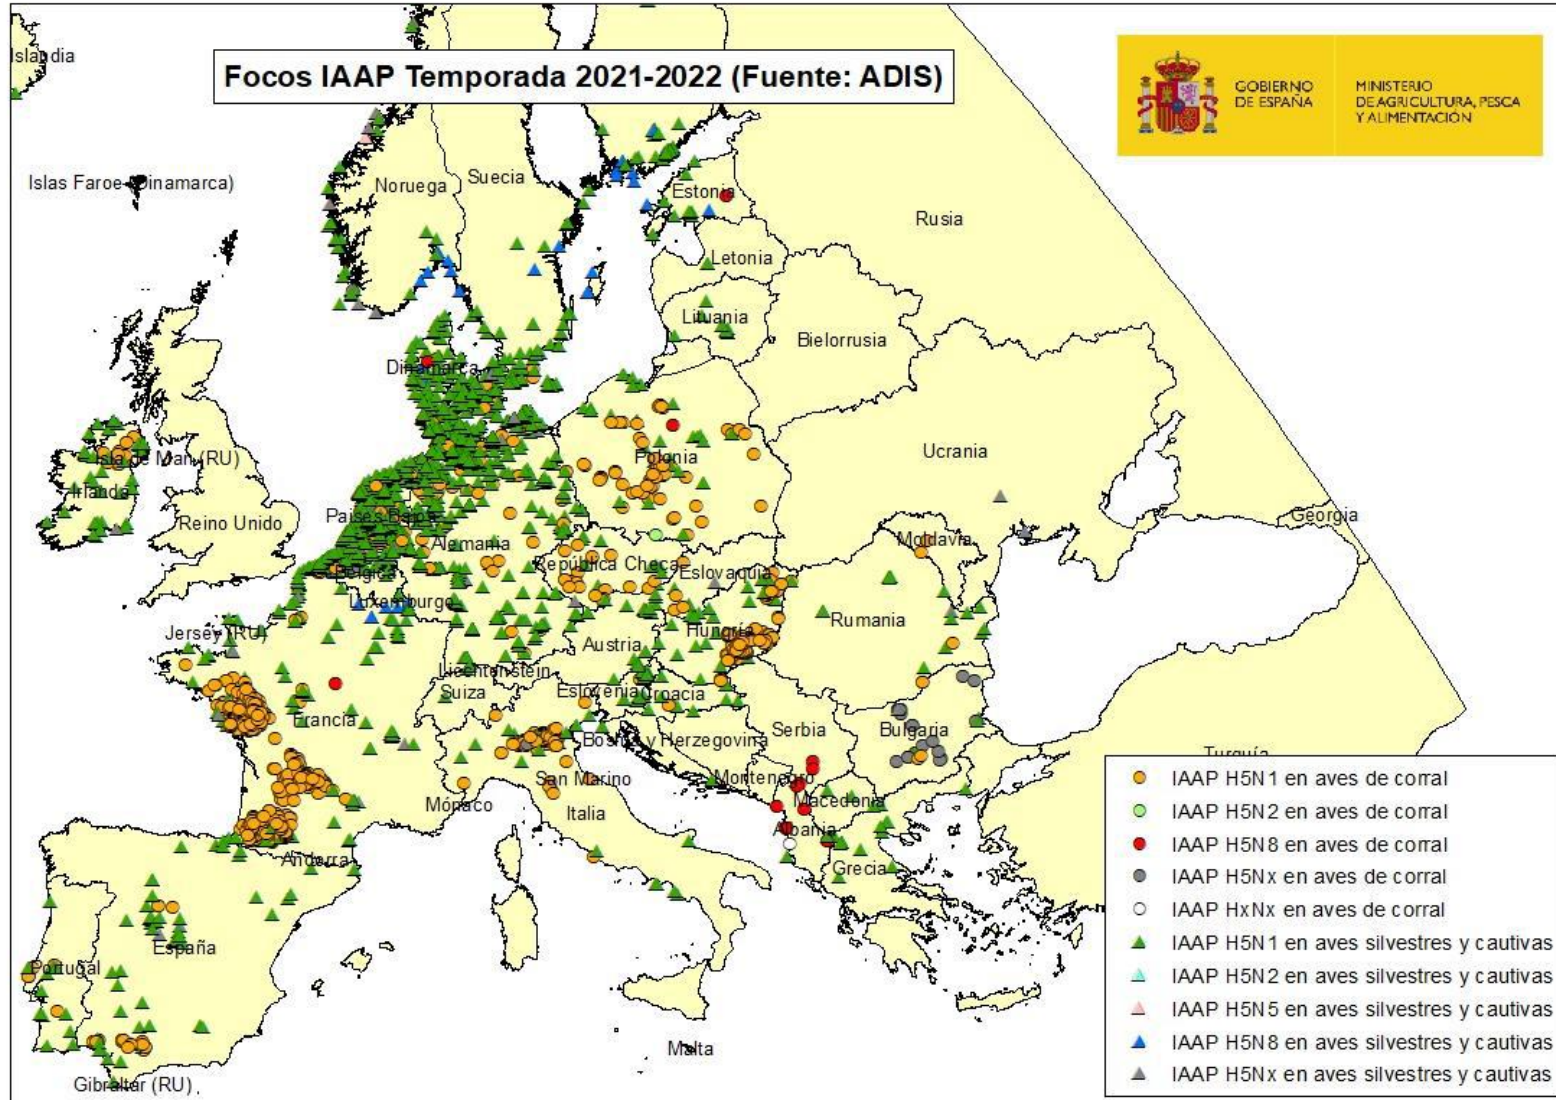 Islandia
Focos IAAP Temporada 2021-2022 (Fuente: ADIS)
GOBIERNO
DE ESPAÑA
MINISTERIO
DE AGRICULTURA, PESCA
Y ALIMENTACIÓN
Islas Faroe (Dinamarca)
Noruega
Suecia
Estonia
Rusia
Letonia
Lituania
Bielorrusia
Dinamarca
Isla de Man (RU)
Polonia
Ucrania
Irlanda
Reino Unido
Paises Bajos
Alemania
Georgia
Moldavia
Bélgica
República Checa
Eslovaquia
Luxemburgo
Rumania
Jersey (RU)
Hungría
Austria
Liechtenstein
Suiza
Eslovenia
Croacia
Francia
Serbia
Bulgaria
Bosnia y Herzegovina
Turquía
San Marino
Montenegro
Mónaco
Italia
Macedonia
Albania
Andorra
Grecia
España
Portugal
Malta
Gibraltar (RU)
IAAP H5N1 en aves de corral
IAAP H5N2 en aves de corral
IAAP H5N8 en aves de corral
IAAP H5Nx en aves de corral
IAAP HxNx en aves de corral
IAAP H5N1 en aves silvestres y cautivas
IAAP H5N2 en aves silvestres y cautivas
IAAP H5N5 en aves silvestres y cautivas
IAAP H5N8 en aves silvestres y cautivas
IAAP H5Nx en aves silvestres y cautivas